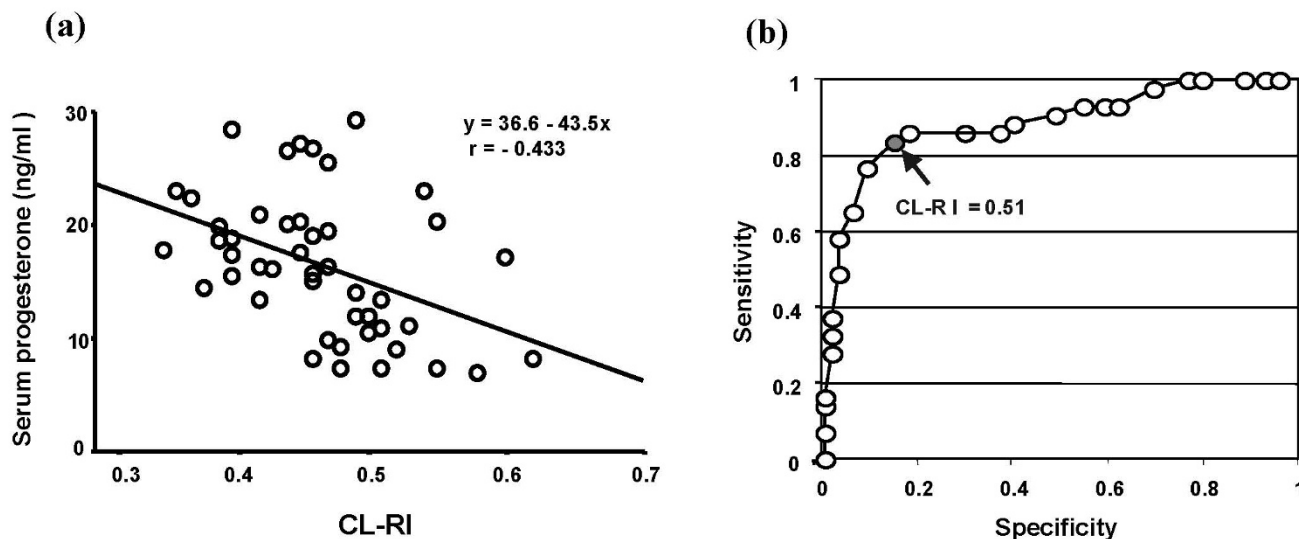 (a)
Serum progesterone (ng/ml)
30
20
10
0
y = 36.6 - 43.5x
r = - 0.433
0.3
0.4
0.5
0.6
0.7
CL-RI
(b)
Sensitivity
1
0.8
0.6
0.4
0.2
0
CL-R I = 0.51
0
0.2
0.4
0.6
0.8
1
Specificity